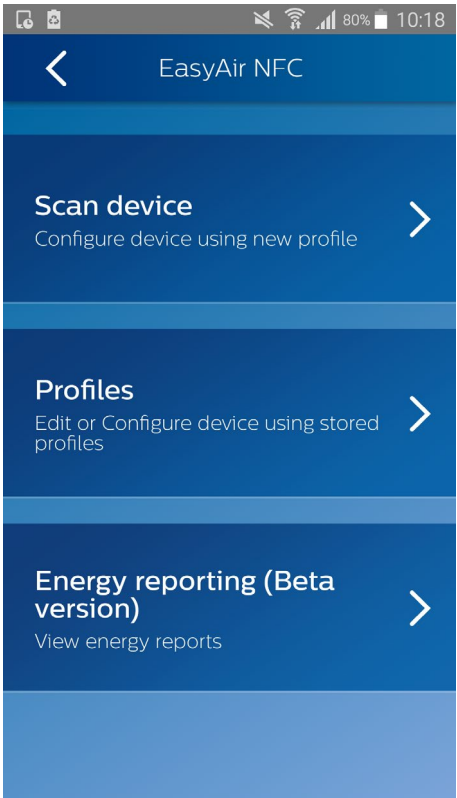 80% 10:18
EasyAir NFC
Scan device
Configure device using new profile
Profiles
Edit or Configure device using stored
profiles
Energy reporting (Beta
version)
View energy reports